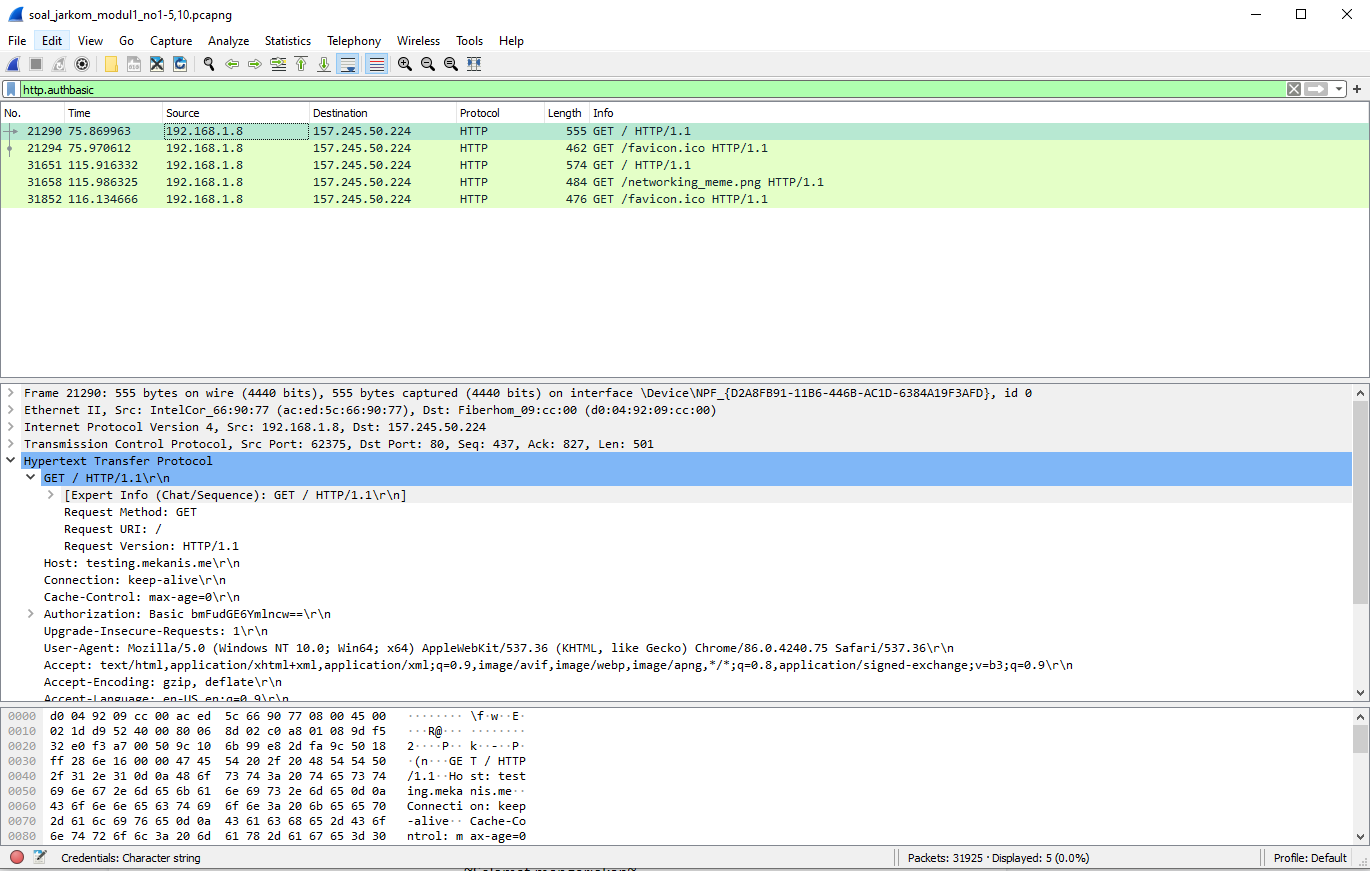 soal_jarkom_modul1_no1-5,10.pcapng
File Edit View Go Capture Analyze Statistics Telephony Wireless Tools Help
http.authbasic
No. Time Source Destination Protocol Length Info
21290 75.869963 192.168.1.8 157.245.50.224 HTTP 555 GET / HTTP/1.1
21294 75.970612 192.168.1.8 157.245.50.224 HTTP 462 GET /favicon.ico HTTP/1.1
31651 115.916332 192.168.1.8 157.245.50.224 HTTP 574 GET / HTTP/1.1
31658 115.986325 192.168.1.8 157.245.50.224 HTTP 484 GET /networking_meme.png HTTP/1.1
31852 116.134666 192.168.1.8 157.245.50.224 HTTP 476 GET /favicon.ico HTTP/1.1
Frame 21290: 555 bytes on wire (4440 bits), 555 bytes captured (4440 bits) on interface \Device\NPF_{D2A8FB91-11B6-446B-AC1D-6384A19F3AFD}, id 0
Ethernet II, Src: IntelCor_66:90:77 (ac:ed:5c:66:90:77), Dst: Fiberhom_09:cc:00 (d0:04:92:09:cc:00)
Internet Protocol Version 4, Src: 192.168.1.8, Dst: 157.245.50.224
Transmission Control Protocol, Src Port: 62375, Dst Port: 80, Seq: 437, Ack: 827, Len: 501
Hypertext Transfer Protocol
GET / HTTP/1.1\r\n
[Expert Info (Chat/Sequence): GET / HTTP/1.1\r\n]
Request Method: GET
Request URI: /
Request Version: HTTP/1.1
Host: testing.mekanis.me\r\n
Connection: keep-alive\r\n
Cache-Control: max-age=0\r\n
Authorization: Basic bmFudGE6Ymlncw==\r\n
Upgrade-Insecure-Requests: 1\r\n
User-Agent: Mozilla/5.0 (Windows NT 10.0; Win64; x64) AppleWebKit/537.36 (KHTML, like Gecko) Chrome/86.0.4240.75 Safari/537.36\r\n
Accept: text/html,application/xhtml+xml,application/xml;q=0.9,image/avif,image/webp,image/apng,*/*;q=0.8,application/signed-exchange;v=b3;q=0.9\r\n
Accept-Encoding: gzip, deflate\r\n
Accept-Language: en-US,en;q=0.9\r\n
0000 d0 04 92 09 cc 00 ac ed 5c 66 90 77 08 00 45 00 ········ \f·w··E·
0010 02 1d d9 52 40 00 80 06 8d 02 c0 a8 01 08 9d f5 ···R@··· ········
0020 32 e0 f3 a7 00 50 9c 10 6b 99 e8 2d fa 9c 50 18 2····P·· k··-··P·
0030 ff 28 6e 16 00 00 47 45 54 20 2f 20 48 54 54 50 ·(n···GE T / HTTP
0040 2f 31 2e 31 0d 0a 48 6f 73 74 3a 20 74 65 73 74 /1.1··Ho st: test
0050 69 6e 67 2e 6d 65 6b 61 6e 69 73 2e 6d 65 0d 0a ing.meka nis.me··
0060 43 6f 6e 6e 65 63 74 69 6f 6e 3a 20 6b 65 65 70 Connecti on: keep
0070 2d 61 6c 69 76 65 0d 0a 43 61 63 68 65 2d 43 6f -alive·· Cache-Co
0080 6e 74 72 6f 6c 3a 20 6d 61 78 2d 61 67 65 3d 30 ntrol: m ax-age=0
Credentials: Character string Packets: 31925 · Displayed: 5 (0.0%) Profile: Default